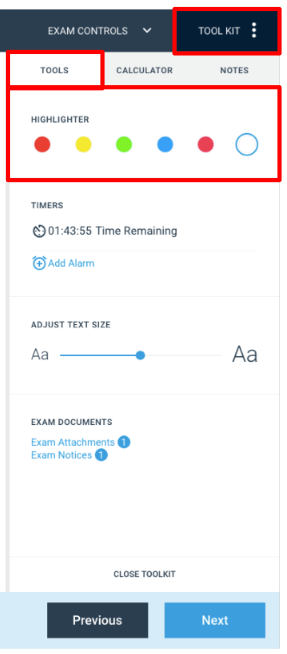 EXAM CONTROLS TOOL KIT
TOOLS CALCULATOR NOTES
HIGHLIGHTER
TIMERS
01:43:55 Time Remaining
Add Alarm
ADJUST TEXT SIZE
Aa Aa
EXAM DOCUMENTS
Exam Attachments 1
Exam Notices 1
CLOSE TOOLKIT
Previous Next